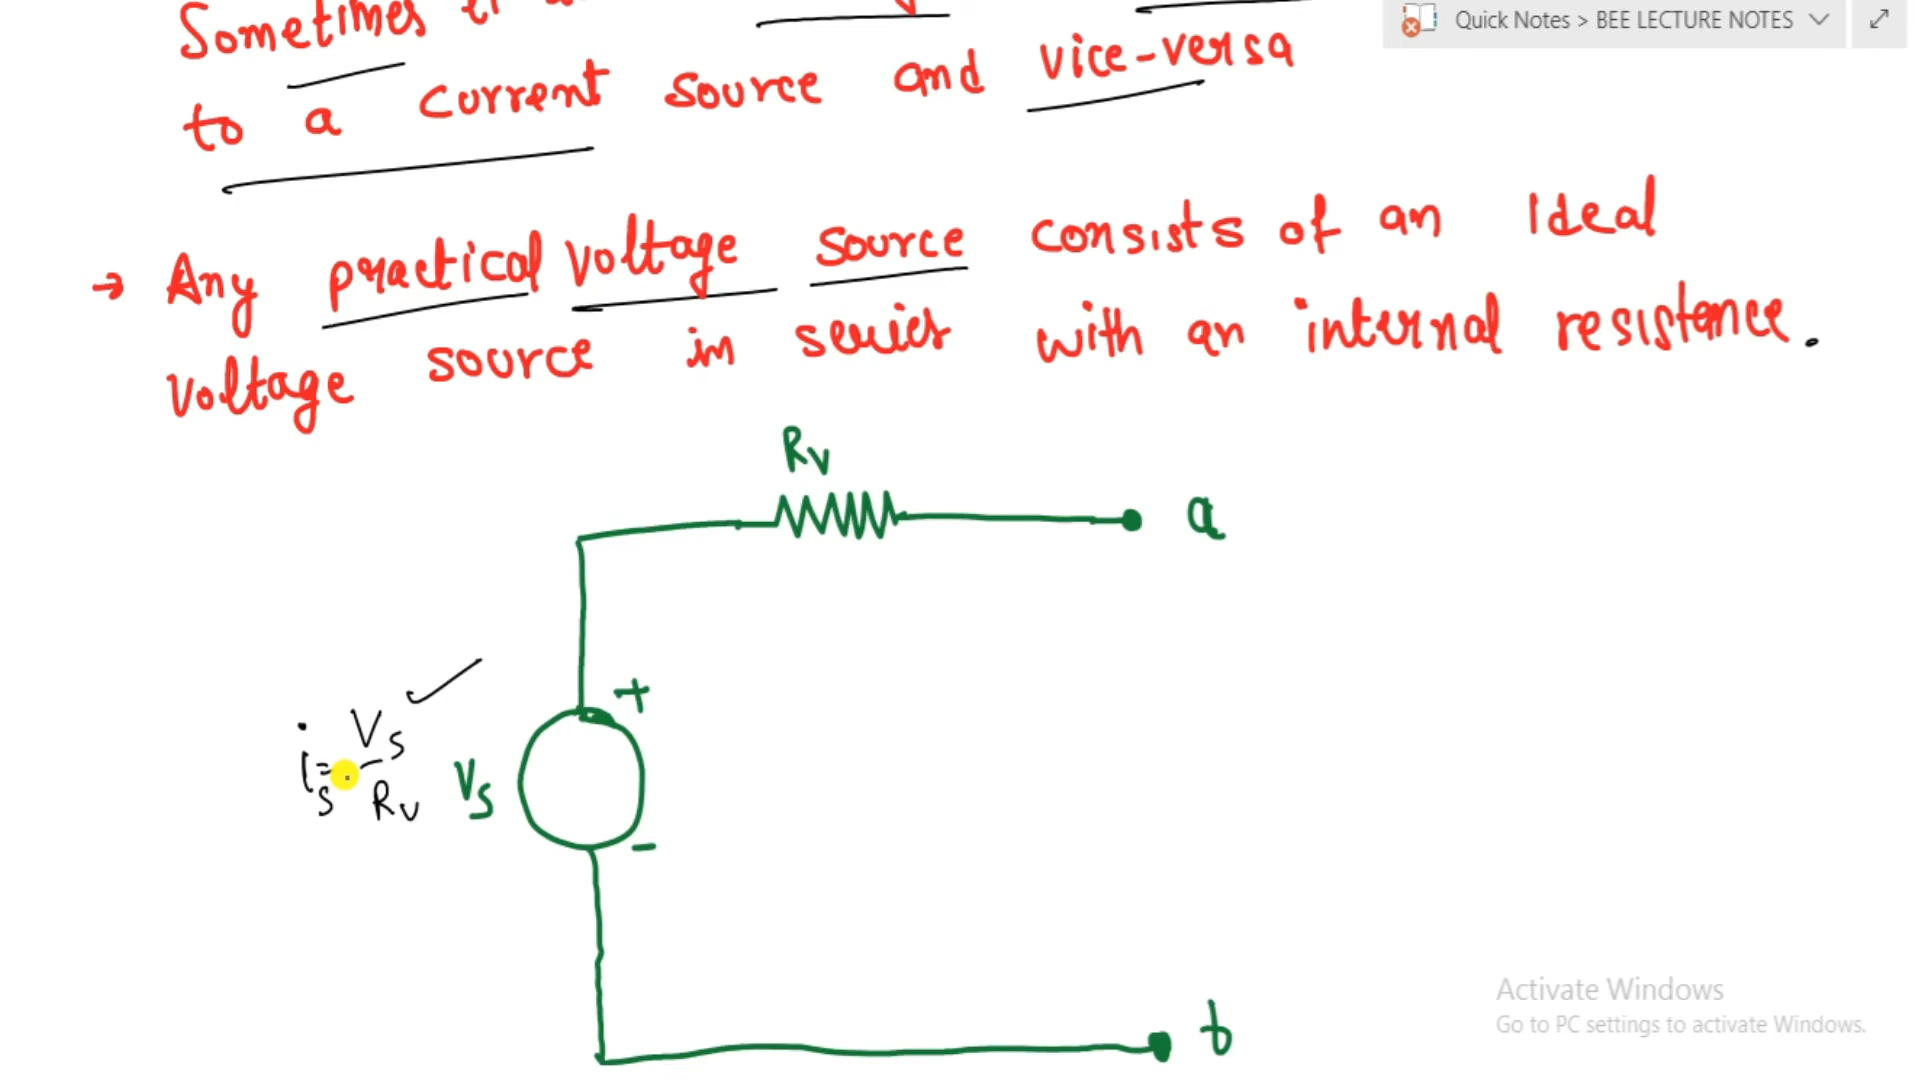 Sometimes
Quick Notes > BEE LECTURE NOTES
to a current source and vice-versa
→ Any practical voltage source consists of an Ideal
voltage source in series with an internal resistance.
Rv
a
+
is = Vs / Rv
Vs
-
b
Activate Windows
Go to PC settings to activate Windows.